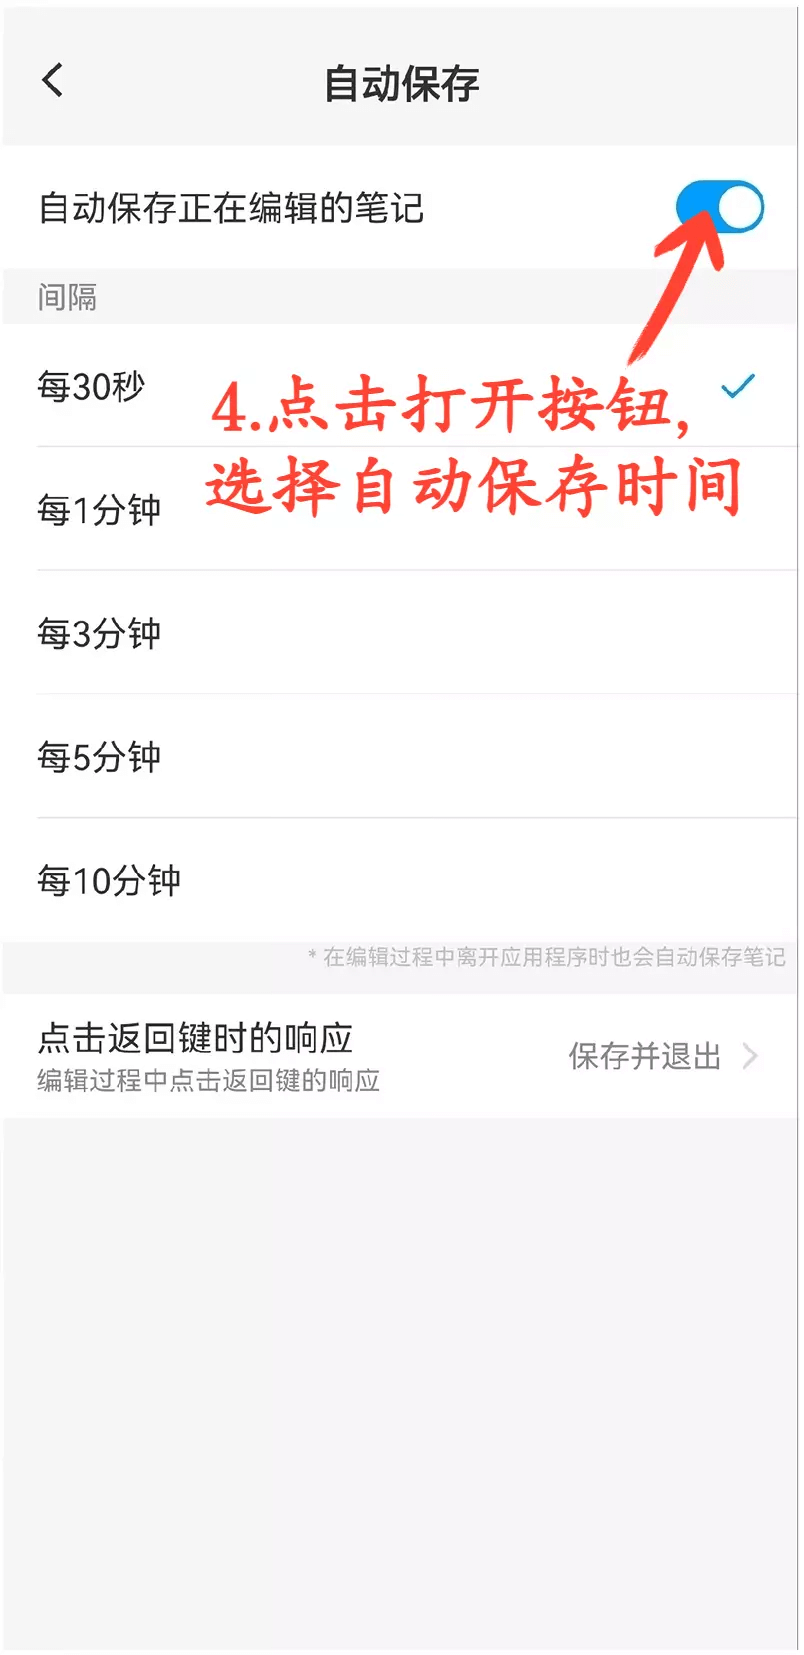 自动保存
自动保存正在编辑的笔记
间隔
每30秒
4.点击打开按钮,
选择自动保存时间
每1分钟
每3分钟
每5分钟
每10分钟
* 在编辑过程中离开应用程序时也会自动保存笔记
点击返回键时的响应
编辑过程中点击返回键的响应
保存并退出